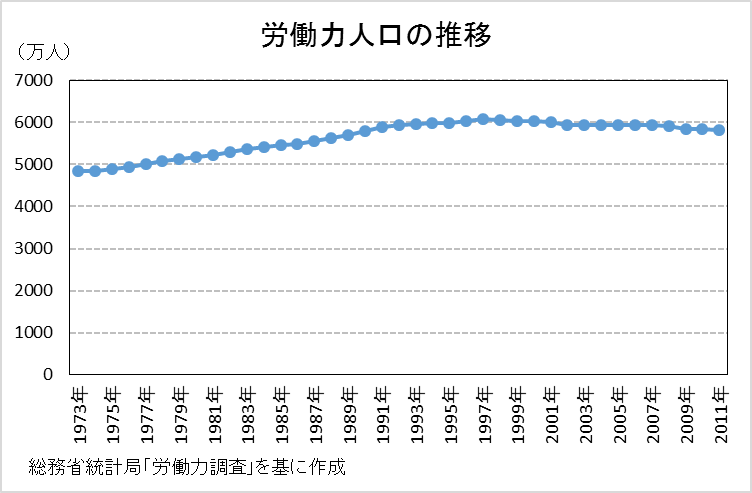 労働力人口の推移
(万人)
7000
6000
5000
4000
3000
2000
1000
0
1973年
1975年
1977年
1979年
1981年
1983年
1985年
1987年
1989年
1991年
1993年
1995年
1997年
1999年
2001年
2003年
2005年
2007年
2009年
2011年
総務省統計局「労働力調査」を基に作成